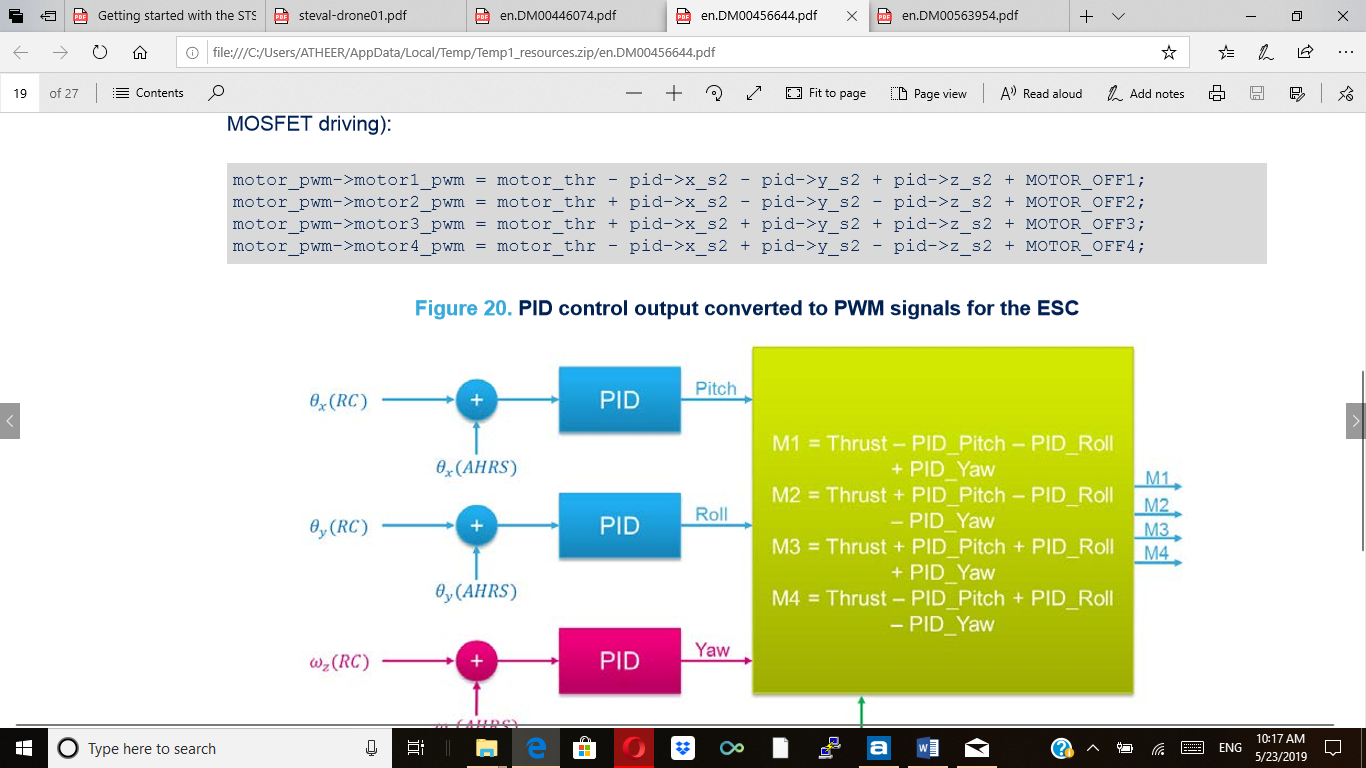 Getting started with the STS
steval-drone01.pdf
en.DM00446074.pdf
en.DM00456644.pdf
en.DM00563954.pdf
file:///C:/Users/ATHEER/AppData/Local/Temp/Temp1_resources.zip/en.DM00456644.pdf
19 of 27 Contents Fit to page Page view Read aloud Add notes
MOSFET driving):
motor_pwm->motor1_pwm = motor_thr - pid->x_s2 - pid->y_s2 + pid->z_s2 + MOTOR_OFF1;
motor_pwm->motor2_pwm = motor_thr + pid->x_s2 - pid->y_s2 - pid->z_s2 + MOTOR_OFF2;
motor_pwm->motor3_pwm = motor_thr + pid->x_s2 + pid->y_s2 + pid->z_s2 + MOTOR_OFF3;
motor_pwm->motor4_pwm = motor_thr - pid->x_s2 + pid->y_s2 - pid->z_s2 + MOTOR_OFF4;
Figure 20. PID control output converted to PWM signals for the ESC
θx(RC)
+
PID
Pitch
θx(AHRS)
θy(RC)
+
PID
Roll
θy(AHRS)
ωz(RC)
+
PID
Yaw
ωz(AHRS)
M1 = Thrust – PID_Pitch – PID_Roll
+ PID_Yaw
M2 = Thrust + PID_Pitch – PID_Roll
– PID_Yaw
M3 = Thrust + PID_Pitch + PID_Roll
+ PID_Yaw
M4 = Thrust – PID_Pitch + PID_Roll
– PID_Yaw
M1
M2
M3
M4
Type here to search
ENG
10:17 AM
5/23/2019